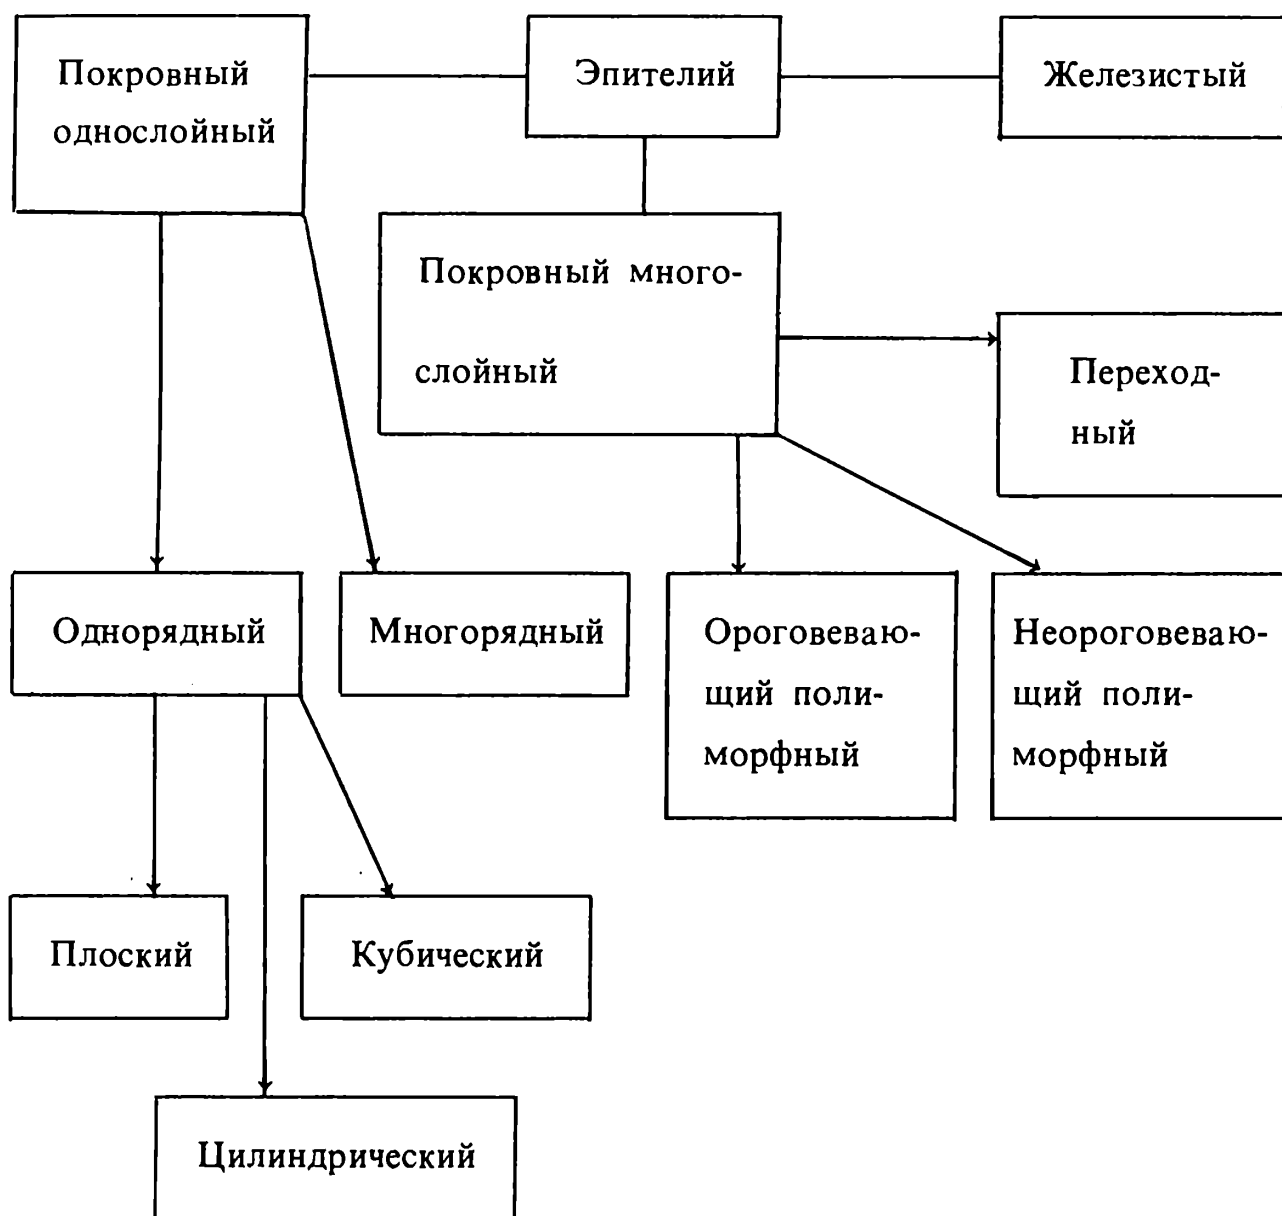 Покровный
однослойный
Эпителий
Железистый
Покровный много-
слойный
Переход-
ный
Однорядный
Многорядный
Ороговеваю-
щий поли-
морфный
Неороговеваю-
щий поли-
морфный
Плоский
Кубический
Цилиндрический